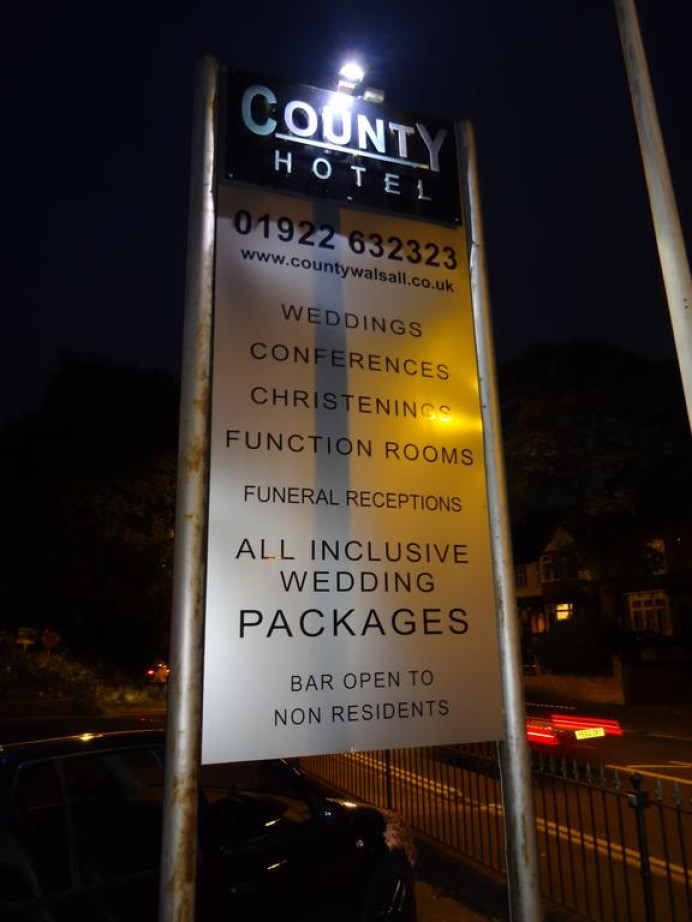 COUNTY
HOTEL
01922 632323
www.countywalsall.co.uk
WEDDINGS
CONFERENCES
CHRISTENINGS
FUNCTION ROOMS
FUNERAL RECEPTIONS
ALL INCLUSIVE
WEDDING
PACKAGES
BAR OPEN TO
NON RESIDENTS